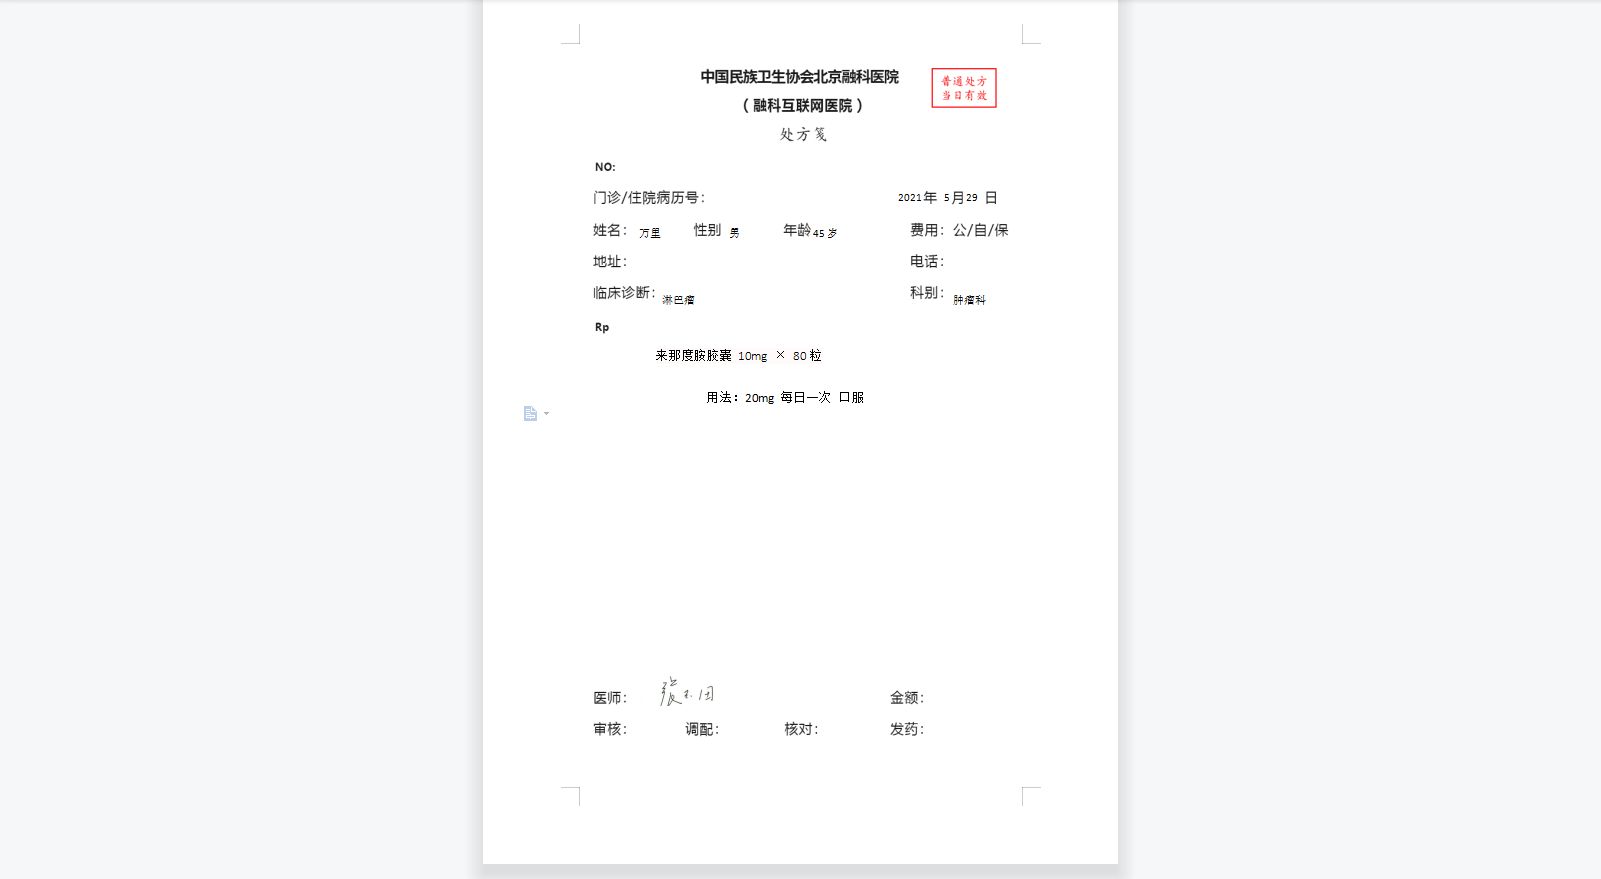 中国民族卫生协会北京融科医院
（融科互联网医院）
普通处方
当日有效
处方笺
NO:
门诊/住院病历号： 2021年 5月29 日
姓名： 万里 性别 男 年龄45岁 费用：公/自/保
地址： 电话：
临床诊断：淋巴瘤 科别：肿瘤科
Rp
来那度胺胶囊 10mg × 80粒
用法：20mg 每日一次 口服
医师： 金额：
审核： 调配： 核对： 发药：